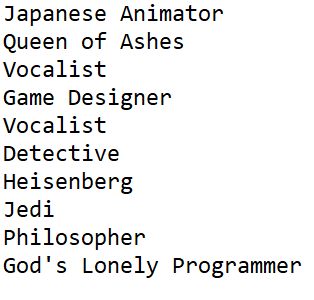 Japanese Animator
Queen of Ashes
Vocalist
Game Designer
Vocalist
Detective
Heisenberg
Jedi
Philosopher
God's Lonely Programmer